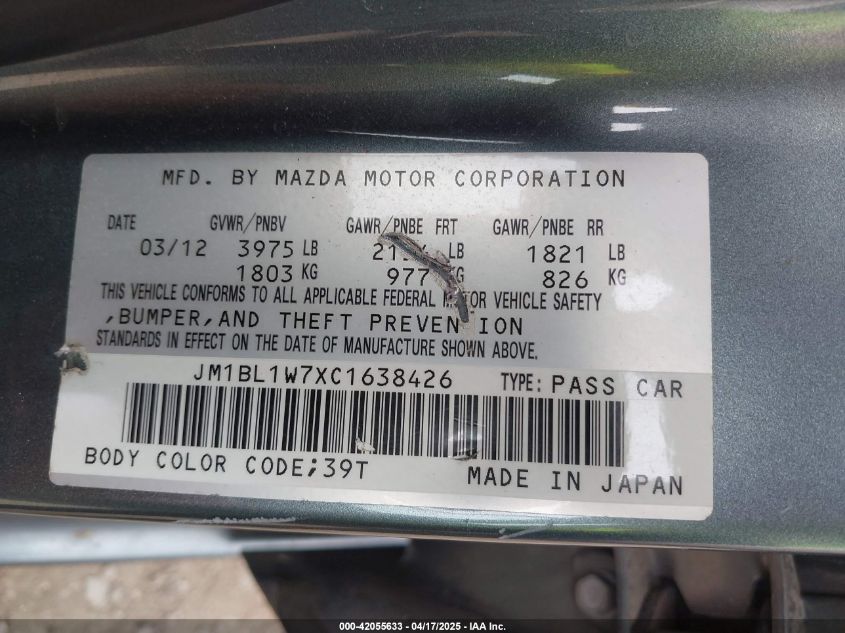 MFD. BY MAZDA MOTOR CORPORATION
DATE GVWR/PNBV GAWR/PNBE FRT GAWR/PNBE RR
03/12 3975 LB LB 1821 LB
1803 KG 977 KG 826 KG
THIS VEHICLE CONFORMS TO ALL APPLICABLE FEDERAL MOTOR VEHICLE SAFETY
,BUMPER,AND THEFT PREVENTION
STANDARDS IN EFFECT ON THE DATE OF MANUFACTURE SHOWN ABOVE.
JM1BL1W7XC1638426 TYPE: PASS CAR
BODY COLOR CODE;39T MADE IN JAPAN
000-42055633 - 04/17/2025 - IAA Inc.